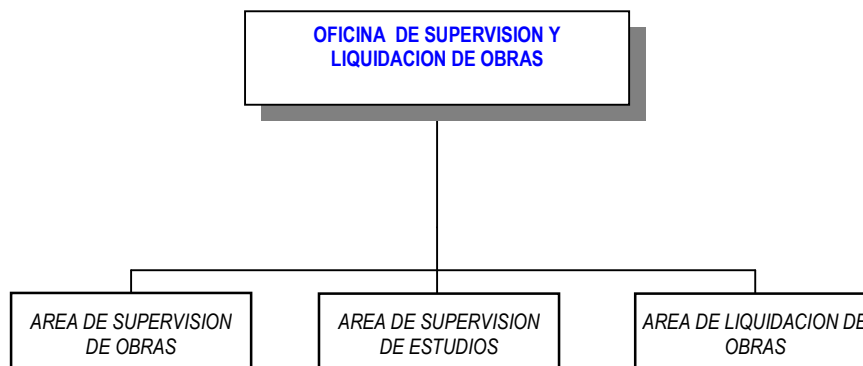 OFICINA DE SUPERVISION Y
LIQUIDACION DE OBRAS
AREA DE SUPERVISION
DE OBRAS
AREA DE SUPERVISION
DE ESTUDIOS
AREA DE LIQUIDACION DE
OBRAS